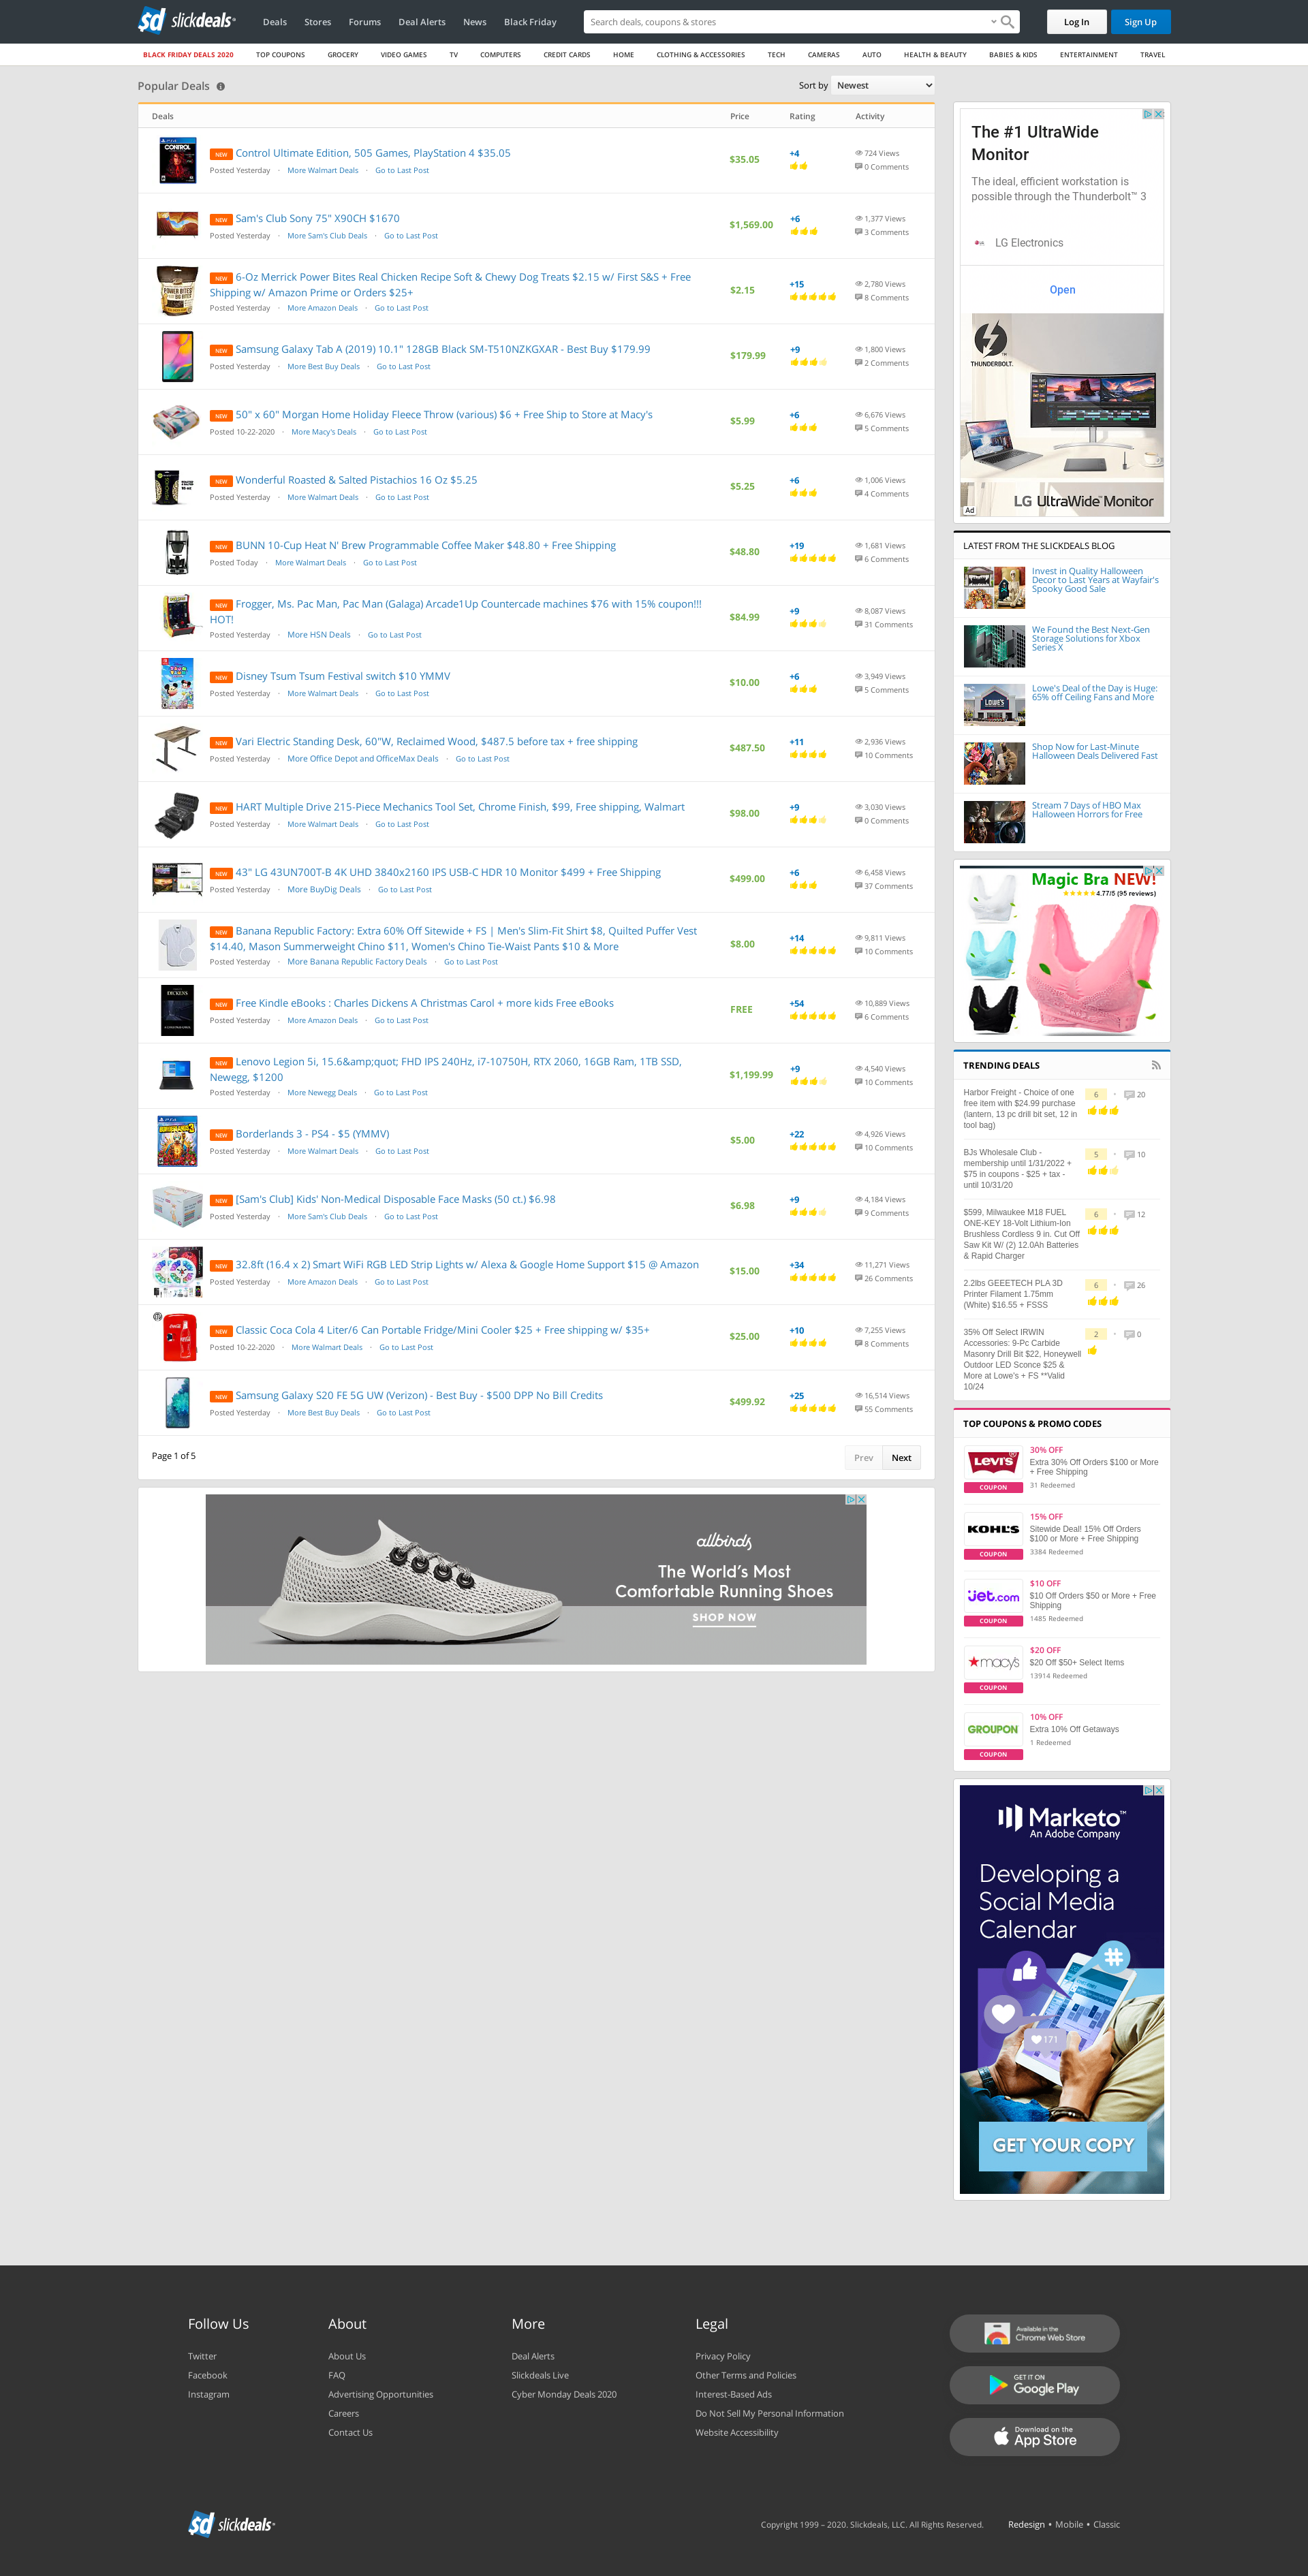 slickdeals
Deals Stores Forums Deal Alerts News Black Friday
Search deals, coupons & stores
Log In
Sign Up
BLACK FRIDAY DEALS 2020 TOP COUPONS GROCERY VIDEO GAMES TV COMPUTERS CREDIT CARDS HOME CLOTHING & ACCESSORIES TECH CAMERAS AUTO HEALTH & BEAUTY BABIES & KIDS ENTERTAINMENT TRAVEL
Popular Deals
Sort by Newest
Deals Price Rating Activity
NEW Control Ultimate Edition, 505 Games, PlayStation 4 $35.05
Posted Yesterday · More Walmart Deals · Go to Last Post
$35.05
+4
724 Views
0 Comments
NEW Sam's Club Sony 75" X90CH $1670
Posted Yesterday · More Sam's Club Deals · Go to Last Post
$1,569.00
+6
1,377 Views
3 Comments
NEW 6-Oz Merrick Power Bites Real Chicken Recipe Soft & Chewy Dog Treats $2.15 w/ First S&S + Free
Shipping w/ Amazon Prime or Orders $25+
Posted Yesterday · More Amazon Deals · Go to Last Post
$2.15
+15
2,780 Views
8 Comments
NEW Samsung Galaxy Tab A (2019) 10.1" 128GB Black SM-T510NZKGXAR - Best Buy $179.99
Posted Yesterday · More Best Buy Deals · Go to Last Post
$179.99
+9
1,800 Views
2 Comments
NEW 50" x 60" Morgan Home Holiday Fleece Throw (various) $6 + Free Ship to Store at Macy's
Posted 10-22-2020 · More Macy's Deals · Go to Last Post
$5.99
+6
6,676 Views
5 Comments
NEW Wonderful Roasted & Salted Pistachios 16 Oz $5.25
Posted Yesterday · More Walmart Deals · Go to Last Post
$5.25
+6
1,006 Views
4 Comments
NEW BUNN 10-Cup Heat N' Brew Programmable Coffee Maker $48.80 + Free Shipping
Posted Today · More Walmart Deals · Go to Last Post
$48.80
+19
1,681 Views
6 Comments
NEW Frogger, Ms. Pac Man, Pac Man (Galaga) Arcade1Up Countercade machines $76 with 15% coupon!!!
HOT!
Posted Yesterday · More HSN Deals · Go to Last Post
$84.99
+9
8,087 Views
31 Comments
NEW Disney Tsum Tsum Festival switch $10 YMMV
Posted Yesterday · More Walmart Deals · Go to Last Post
$10.00
+6
3,949 Views
5 Comments
NEW Vari Electric Standing Desk, 60"W, Reclaimed Wood, $487.5 before tax + free shipping
Posted Yesterday · More Office Depot and OfficeMax Deals · Go to Last Post
$487.50
+11
2,936 Views
10 Comments
NEW HART Multiple Drive 215-Piece Mechanics Tool Set, Chrome Finish, $99, Free shipping, Walmart
Posted Yesterday · More Walmart Deals · Go to Last Post
$98.00
+9
3,030 Views
0 Comments
NEW 43" LG 43UN700T-B 4K UHD 3840x2160 IPS USB-C HDR 10 Monitor $499 + Free Shipping
Posted Yesterday · More BuyDig Deals · Go to Last Post
$499.00
+6
6,458 Views
37 Comments
NEW Banana Republic Factory: Extra 60% Off Sitewide + FS | Men's Slim-Fit Shirt $8, Quilted Puffer Vest
$14.40, Mason Summerweight Chino $11, Women's Chino Tie-Waist Pants $10 & More
Posted Yesterday · More Banana Republic Factory Deals · Go to Last Post
$8.00
+14
9,811 Views
10 Comments
NEW Free Kindle eBooks : Charles Dickens A Christmas Carol + more kids Free eBooks
Posted Yesterday · More Amazon Deals · Go to Last Post
FREE
+54
10,889 Views
6 Comments
NEW Lenovo Legion 5i, 15.6&amp;quot; FHD IPS 240Hz, i7-10750H, RTX 2060, 16GB Ram, 1TB SSD,
Newegg, $1200
Posted Yesterday · More Newegg Deals · Go to Last Post
$1,199.99
+9
4,540 Views
10 Comments
NEW Borderlands 3 - PS4 - $5 (YMMV)
Posted Yesterday · More Walmart Deals · Go to Last Post
$5.00
+22
4,926 Views
10 Comments
NEW [Sam's Club] Kids' Non-Medical Disposable Face Masks (50 ct.) $6.98
Posted Yesterday · More Sam's Club Deals · Go to Last Post
$6.98
+9
4,184 Views
9 Comments
NEW 32.8ft (16.4 x 2) Smart WiFi RGB LED Strip Lights w/ Alexa & Google Home Support $15 @ Amazon
Posted Yesterday · More Amazon Deals · Go to Last Post
$15.00
+34
11,271 Views
26 Comments
NEW Classic Coca Cola 4 Liter/6 Can Portable Fridge/Mini Cooler $25 + Free shipping w/ $35+
Posted 10-22-2020 · More Walmart Deals · Go to Last Post
$25.00
+10
7,255 Views
8 Comments
NEW Samsung Galaxy S20 FE 5G UW (Verizon) - Best Buy - $500 DPP No Bill Credits
Posted Yesterday · More Best Buy Deals · Go to Last Post
$499.92
+25
16,514 Views
55 Comments
Page 1 of 5
Prev Next
allbirds
The World's Most
Comfortable Running Shoes
SHOP NOW
The #1 UltraWide
Monitor
The ideal, efficient workstation is
possible through the Thunderbolt™ 3
LG Electronics
Open
THUNDERBOLT.
LG UltraWide™ Monitor
Ad
LATEST FROM THE SLICKDEALS BLOG
Invest in Quality Halloween
Decor to Last Years at Wayfair's
Spooky Good Sale
We Found the Best Next-Gen
Storage Solutions for Xbox
Series X
Lowe's Deal of the Day is Huge:
65% off Ceiling Fans and More
Shop Now for Last-Minute
Halloween Deals Delivered Fast
Stream 7 Days of HBO Max
Halloween Horrors for Free
Magic Bra NEW!
4.77/5 (95 reviews)
TRENDING DEALS
Harbor Freight - Choice of one
free item with $24.99 purchase
(lantern, 13 pc drill bit set, 12 in
tool bag)
6 · 20
BJs Wholesale Club -
membership until 1/31/2022 +
$75 in coupons - $25 + tax -
until 10/31/20
5 · 10
$599, Milwaukee M18 FUEL
ONE-KEY 18-Volt Lithium-Ion
Brushless Cordless 9 in. Cut Off
Saw Kit W/ (2) 12.0Ah Batteries
& Rapid Charger
6 · 12
2.2lbs GEEETECH PLA 3D
Printer Filament 1.75mm
(White) $16.55 + FSSS
6 · 26
35% Off Select IRWIN
Accessories: 9-Pc Carbide
Masonry Drill Bit $22, Honeywell
Outdoor LED Sconce $25 &
More at Lowe's + FS **Valid
10/24
2 · 0
TOP COUPONS & PROMO CODES
LEVI'S
COUPON
30% OFF
Extra 30% Off Orders $100 or More
+ Free Shipping
31 Redeemed
KOHL'S
COUPON
15% OFF
Sitewide Deal! 15% Off Orders
$100 or More + Free Shipping
3384 Redeemed
jet.com
COUPON
$10 OFF
$10 Off Orders $50 or More + Free
Shipping
1485 Redeemed
macy's
COUPON
$20 OFF
$20 Off $50+ Select Items
13914 Redeemed
GROUPON
COUPON
10% OFF
Extra 10% Off Getaways
1 Redeemed
Marketo™
An Adobe Company
Developing a
Social Media
Calendar
171
GET YOUR COPY
Follow Us
Twitter
Facebook
Instagram
About
About Us
FAQ
Advertising Opportunities
Careers
Contact Us
More
Deal Alerts
Slickdeals Live
Cyber Monday Deals 2020
Legal
Privacy Policy
Other Terms and Policies
Interest-Based Ads
Do Not Sell My Personal Information
Website Accessibility
Available in the
Chrome Web Store
GET IT ON
Google Play
Download on the
App Store
slickdeals
Copyright 1999 – 2020. Slickdeals, LLC. All Rights Reserved.
Redesign • Mobile • Classic